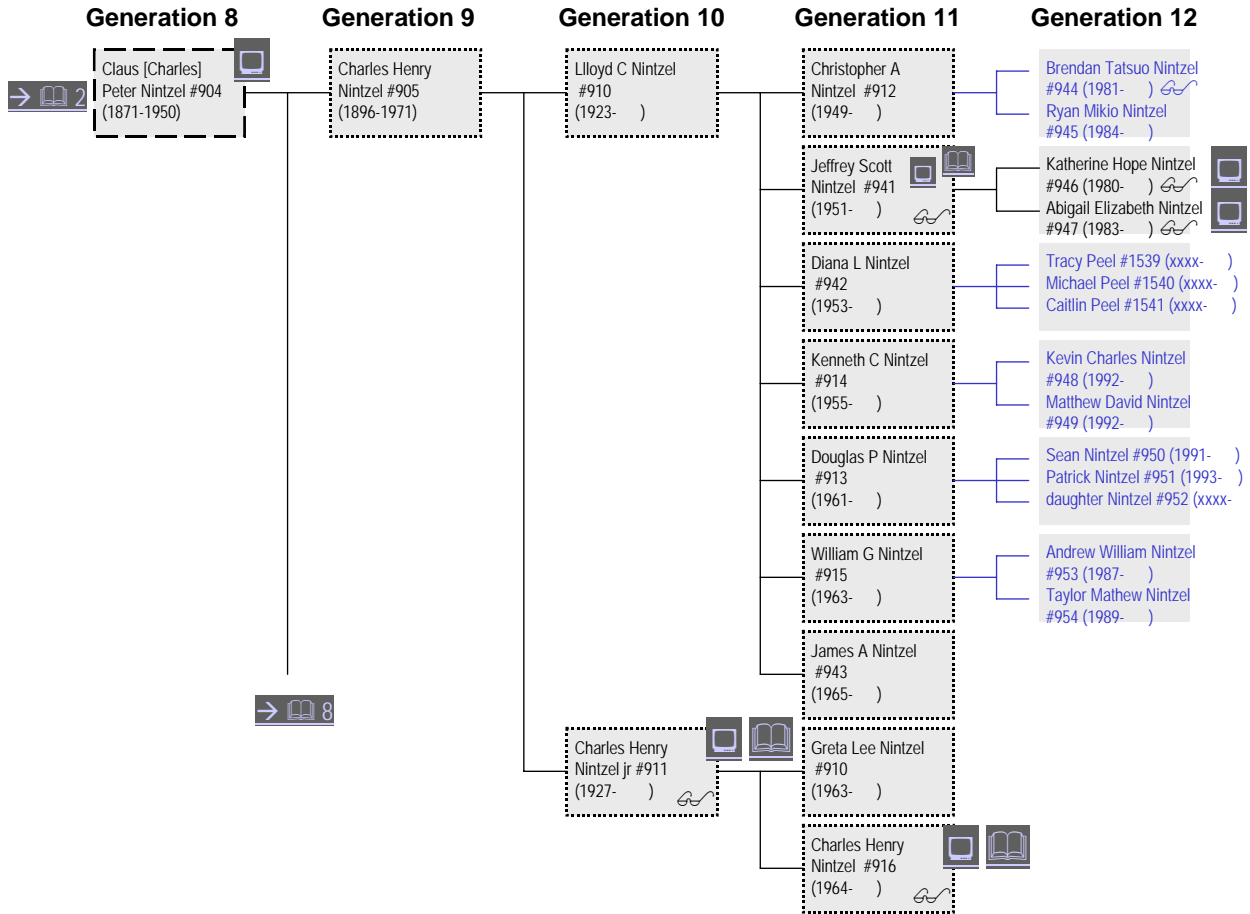 Generation 8 Generation 9 Generation 10 Generation 11 Generation 12
Claus [Charles]
Peter Nintzel #904
(1871-1950)
→ 2
Charles Henry
Nintzel #905
(1896-1971)
Llloyd C Nintzel
#910
(1923- )
Christopher A
Nintzel #912
(1949- )
Brendan Tatsuo Nintzel
#944 (1981- )
Ryan Mikio Nintzel
#945 (1984- )
Jeffrey Scott
Nintzel #941
(1951- )
Katherine Hope Nintzel
#946 (1980- )
Abigail Elizabeth Nintzel
#947 (1983- )
Diana L Nintzel
#942
(1953- )
Tracy Peel #1539 (xxxx- )
Michael Peel #1540 (xxxx- )
Caitlin Peel #1541 (xxxx- )
Kenneth C Nintzel
#914
(1955- )
Kevin Charles Nintzel
#948 (1992- )
Matthew David Nintzel
#949 (1992- )
Douglas P Nintzel
#913
(1961- )
Sean Nintzel #950 (1991- )
Patrick Nintzel #951 (1993- )
daughter Nintzel #952 (xxxx-
William G Nintzel
#915
(1963- )
Andrew William Nintzel
#953 (1987- )
Taylor Mathew Nintzel
#954 (1989- )
James A Nintzel
#943
(1965- )
→ 8
Charles Henry
Nintzel jr #911
(1927- )
Greta Lee Nintzel
#910
(1963- )
Charles Henry
Nintzel #916
(1964- )